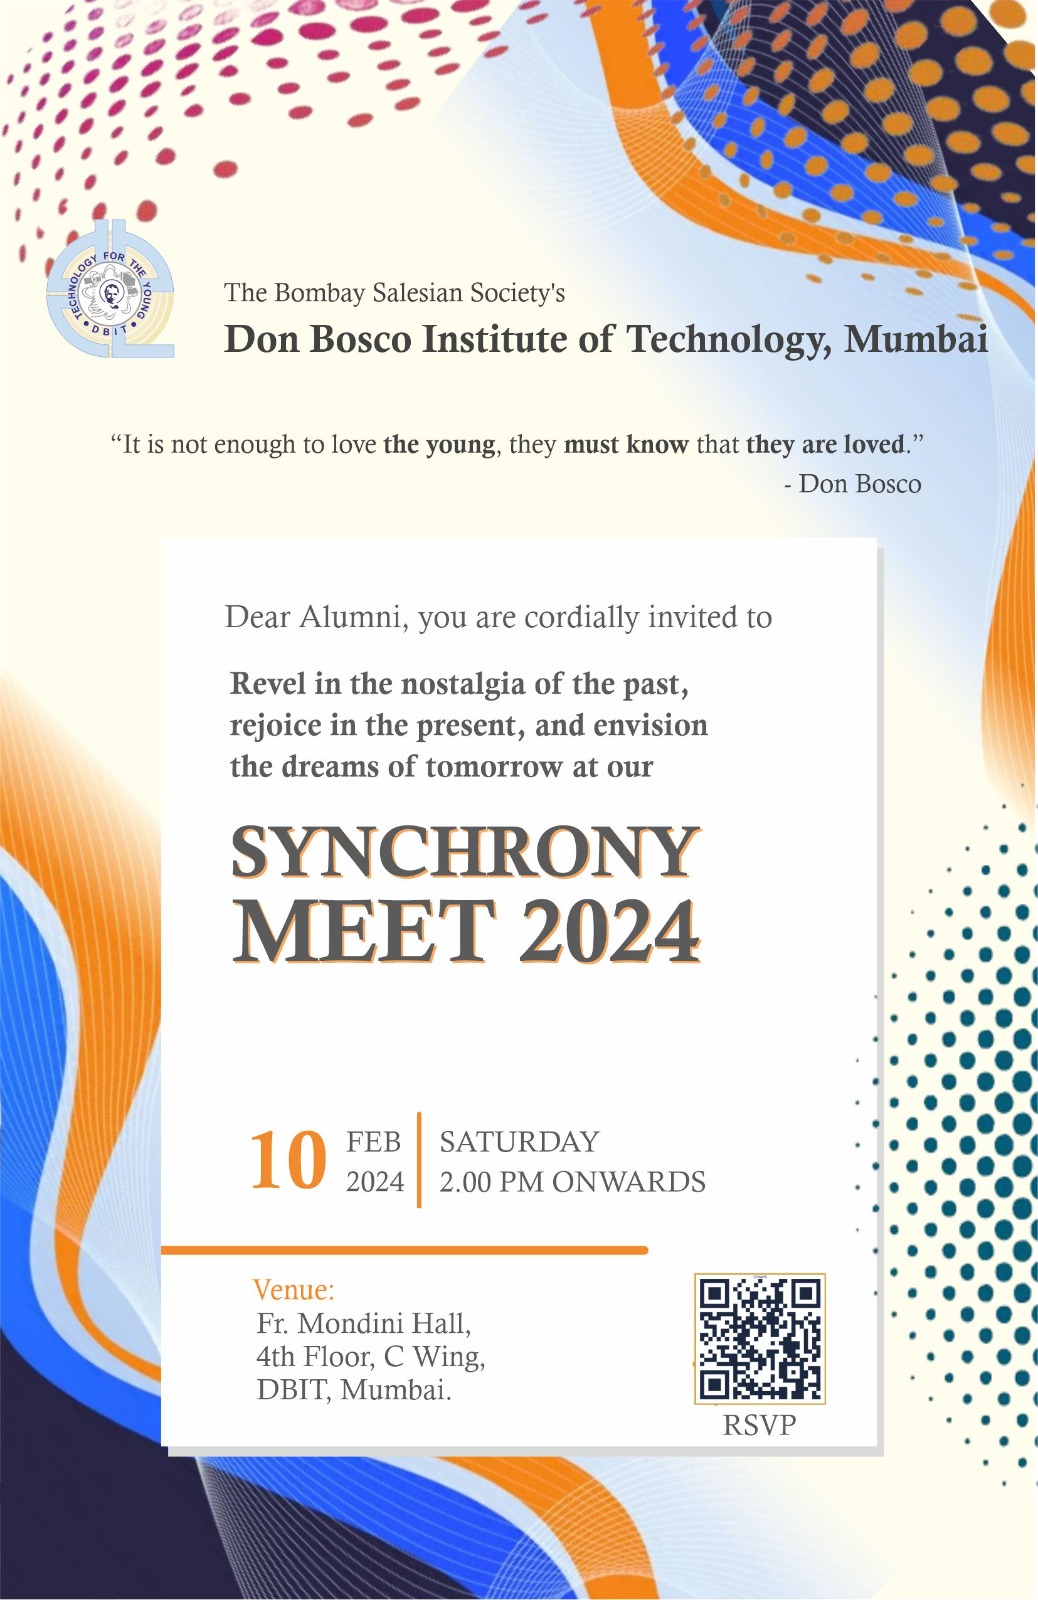 TECHNOLOGY FOR THE YOUNG
• DBIT •
The Bombay Salesian Society's
Don Bosco Institute of Technology, Mumbai
“It is not enough to love the young, they must know that they are loved.”
- Don Bosco
Dear Alumni, you are cordially invited to
Revel in the nostalgia of the past,
rejoice in the present, and envision
the dreams of tomorrow at our
SYNCHRONY
MEET 2024
10 FEB 2024
SATURDAY
2.00 PM ONWARDS
Venue:
Fr. Mondini Hall,
4th Floor, C Wing,
DBIT, Mumbai.
RSVP